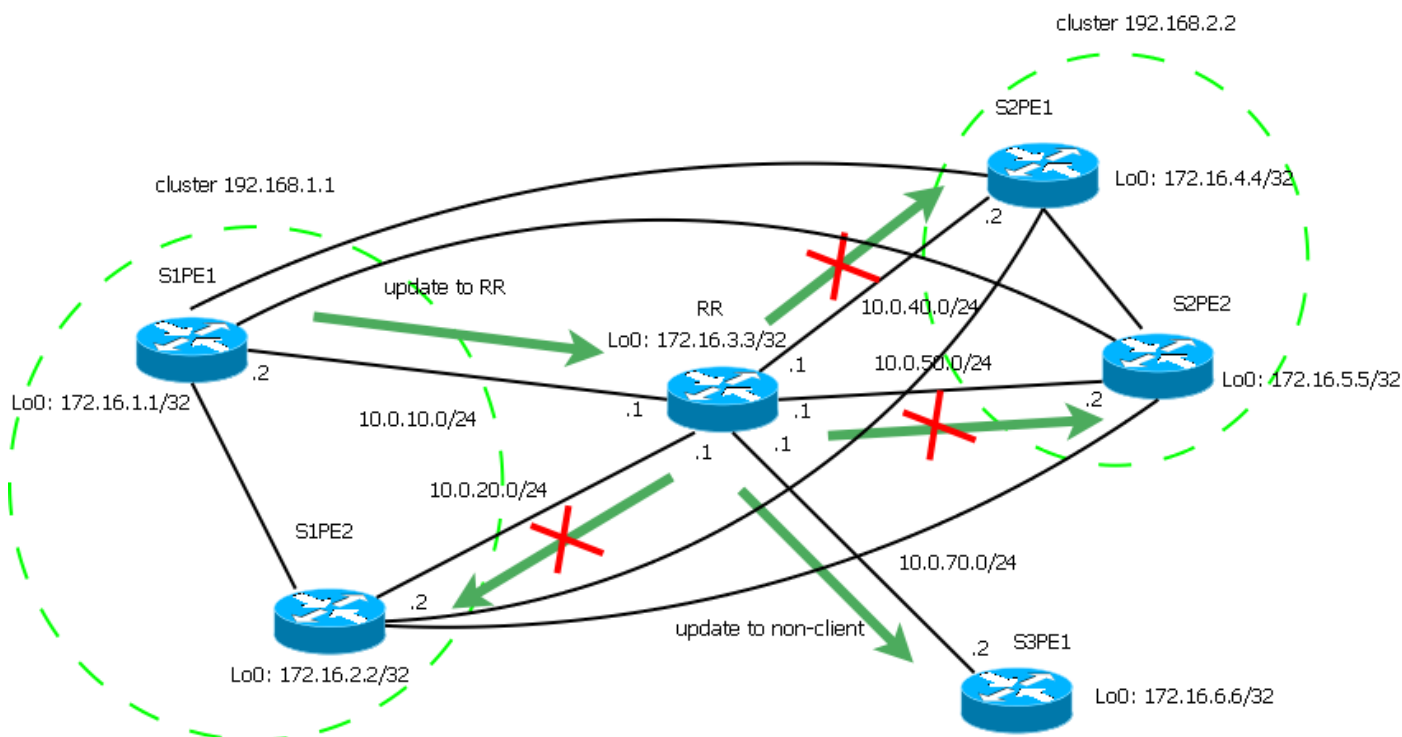 cluster 192.168.2.2
S2PE1
cluster 192.168.1.1
Lo0: 172.16.4.4/32
.2
S1PE1
update to RR
RR
10.0.40.0/24
S2PE2
Lo0: 172.16.3.3/32
.1
10.0.50.0/24
.2
Lo0: 172.16.5.5/32
Lo0: 172.16.1.1/32
.2
.1
.1
10.0.10.0/24
.1
.1
10.0.20.0/24
S1PE2
10.0.70.0/24
.2
update to non-client
.2
S3PE1
Lo0: 172.16.2.2/32
Lo0: 172.16.6.6/32